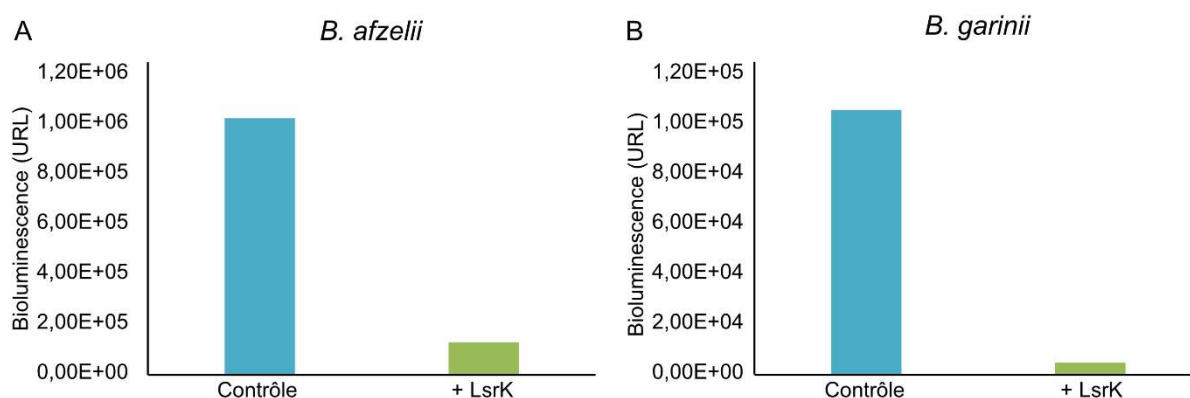 A
B. afzelii
Bioluminescence (URL)
1,20E+06
1,00E+06
8,00E+05
6,00E+05
4,00E+05
2,00E+05
0,00E+00
Contrôle
+ LsrK
B
B. garinii
Bioluminescence (URL)
1,20E+05
1,00E+05
8,00E+04
6,00E+04
4,00E+04
2,00E+04
0,00E+00
Contrôle
+ LsrK